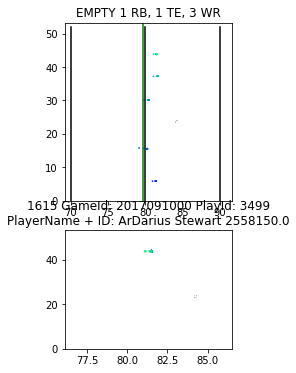 EMPTY 1 RB, 1 TE, 3 WR
50
40
30
20
10
0
70 75 80 85 90
1615 GameId: 2017091000 PlayId: 3499
PlayerName + ID: ArDarius Stewart 2558150.0
40
20
0
77.5 80.0 82.5 85.0